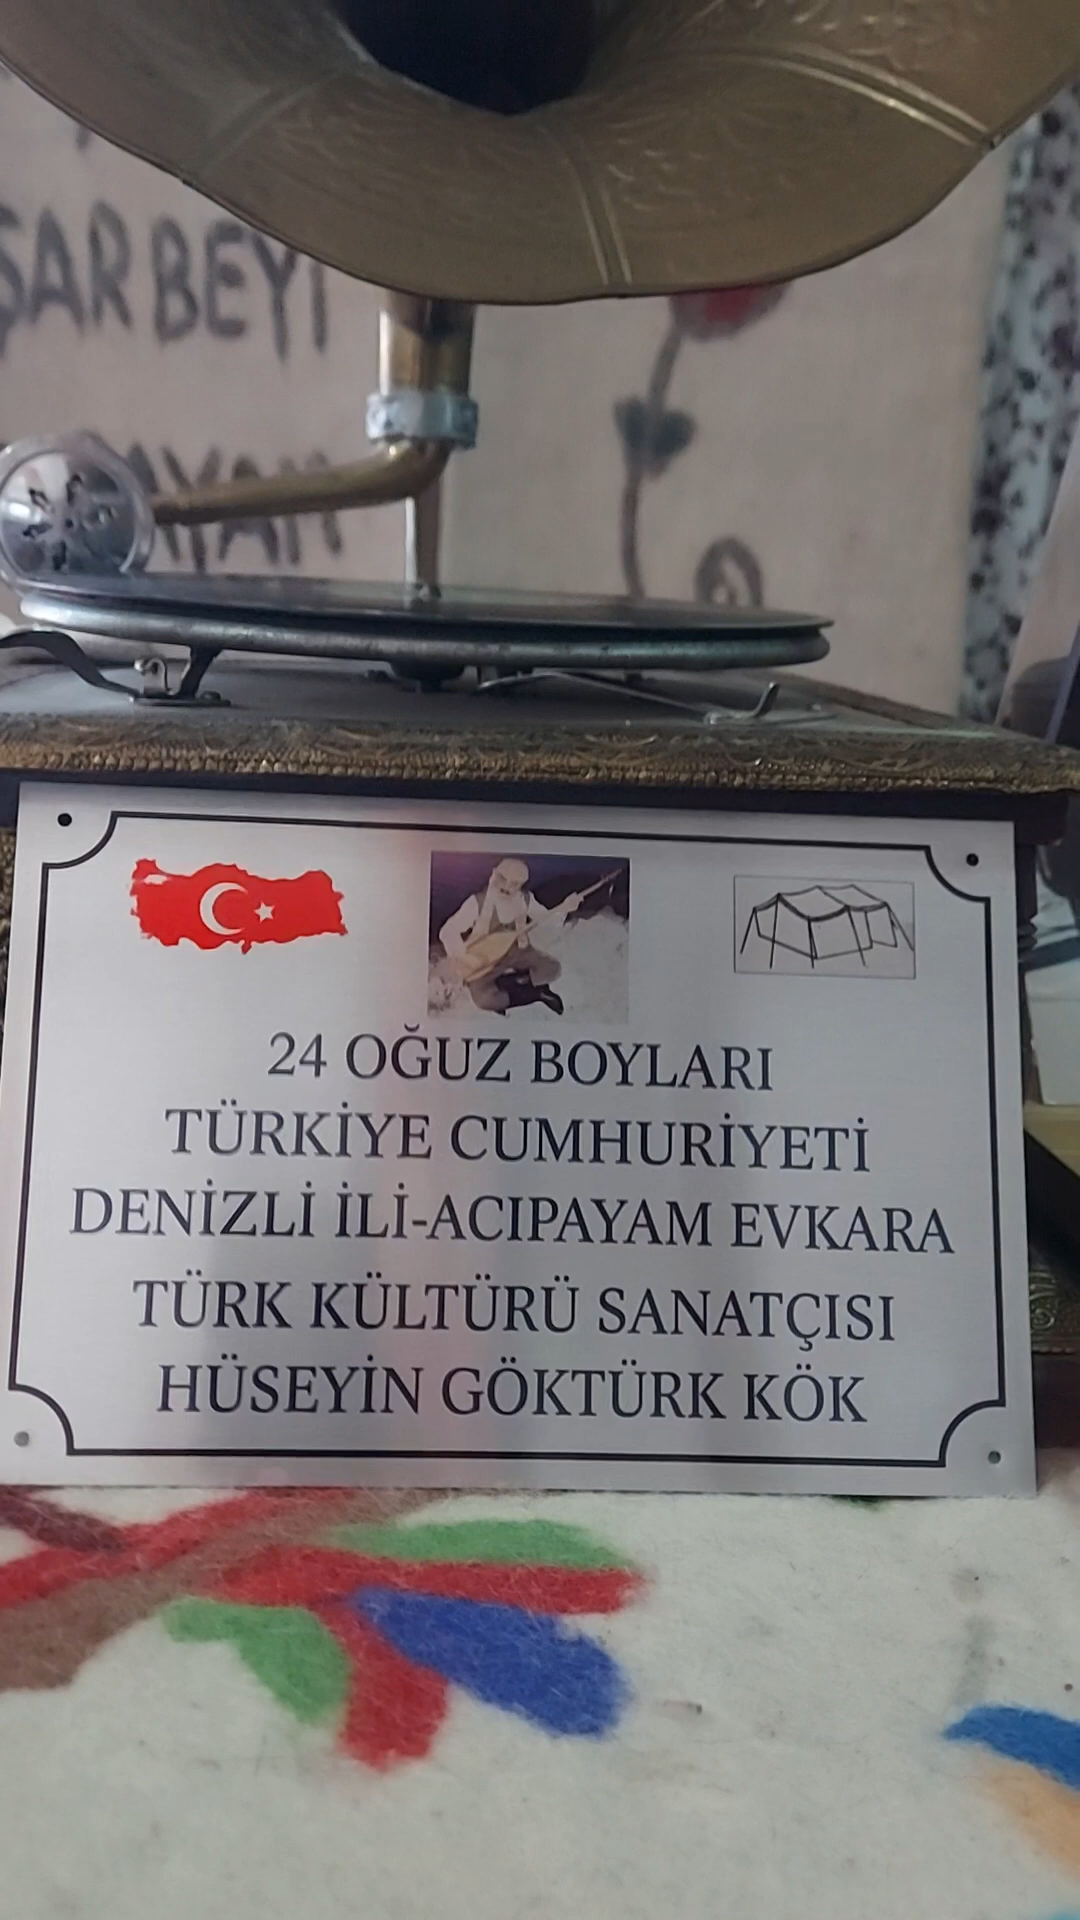 BEYİ
24 OĞUZ BOYLARI
TÜRKİYE CUMHURİYETİ
DENİZLİ İLİ-ACIPAYAM EVKARA
TÜRK KÜLTÜRÜ SANATÇISI
HÜSEYİN GÖKTÜRK KÖK